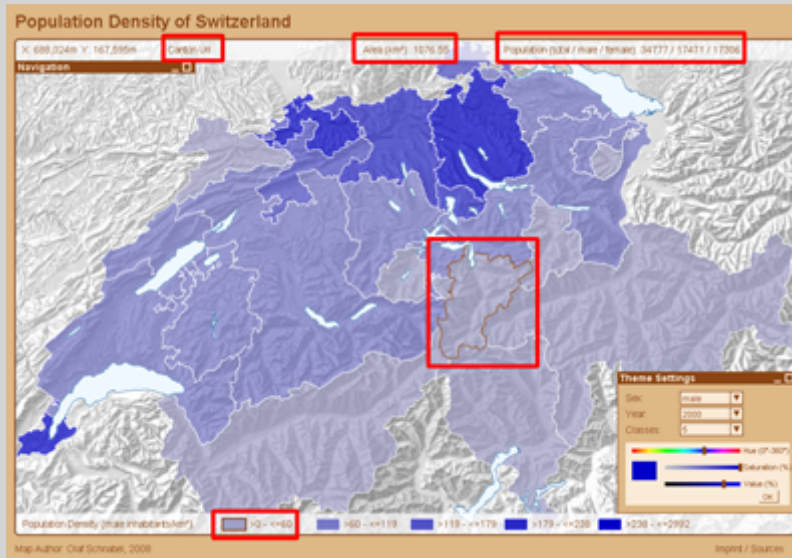 Population Density of Switzerland
X: 688,024m Y: 167,595m Canton Uri Area (km²): 1076.55 Population (total / male / female): 34777 / 17471 / 17306
Navigation
Theme Settings
Sex: male
Year: 2000
Classes: 5
Hue (0°-360°)
Saturation (%)
Value (%)
OK
Population Density (male inhabitants/km²) >0 - <=60 >60 - <=119 >119 - <=179 >179 - <=238 >238 - <=2992
Map Author: Olaf Schnabel, 2008 Imprint / Sources